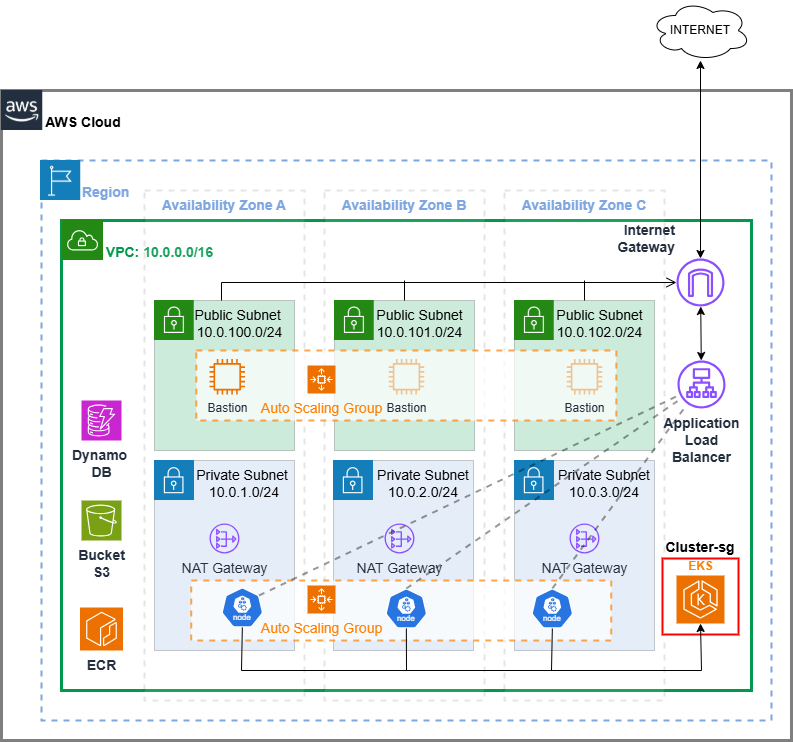 INTERNET
aws
AWS Cloud
Region
Availability Zone A
Availability Zone B
Availability Zone C
VPC: 10.0.0.0/16
Internet
Gateway
Public Subnet
10.0.100.0/24
Public Subnet
10.0.101.0/24
Public Subnet
10.0.102.0/24
Bastion
Auto Scaling Group
Bastion
Bastion
Application
Load
Balancer
Dynamo
DB
Private Subnet
10.0.1.0/24
Private Subnet
10.0.2.0/24
Private Subnet
10.0.3.0/24
Bucket
S3
NAT Gateway
NAT Gateway
NAT Gateway
Cluster-sg
EKS
K
node
node
node
Auto Scaling Group
ECR